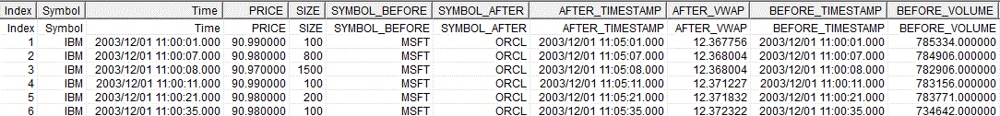 Index Symbol Time PRICE SIZE SYMBOL_BEFORE SYMBOL_AFTER AFTER_TIMESTAMP AFTER_VWAP BEFORE_TIMESTAMP BEFORE_VOLUME
Index Symbol Time PRICE SIZE SYMBOL_BEFORE SYMBOL_AFTER AFTER_TIMESTAMP AFTER_VWAP BEFORE_TIMESTAMP BEFORE_VOLUME
1 IBM 2003/12/01 11:00:01.000 90.990000 100 MSFT ORCL 2003/12/01 11:05:01.000 12.367756 2003/12/01 11:00:01.000 785334.000000
2 IBM 2003/12/01 11:00:07.000 90.980000 800 MSFT ORCL 2003/12/01 11:05:07.000 12.368004 2003/12/01 11:00:07.000 784906.000000
3 IBM 2003/12/01 11:00:08.000 90.970000 1500 MSFT ORCL 2003/12/01 11:05:08.000 12.368004 2003/12/01 11:00:08.000 782906.000000
4 IBM 2003/12/01 11:00:11.000 90.990000 100 MSFT ORCL 2003/12/01 11:05:11.000 12.371227 2003/12/01 11:00:11.000 783156.000000
5 IBM 2003/12/01 11:00:21.000 90.980000 200 MSFT ORCL 2003/12/01 11:05:21.000 12.371832 2003/12/01 11:00:21.000 783771.000000
6 IBM 2003/12/01 11:00:35.000 90.980000 100 MSFT ORCL 2003/12/01 11:05:35.000 12.372322 2003/12/01 11:00:35.000 734642.000000